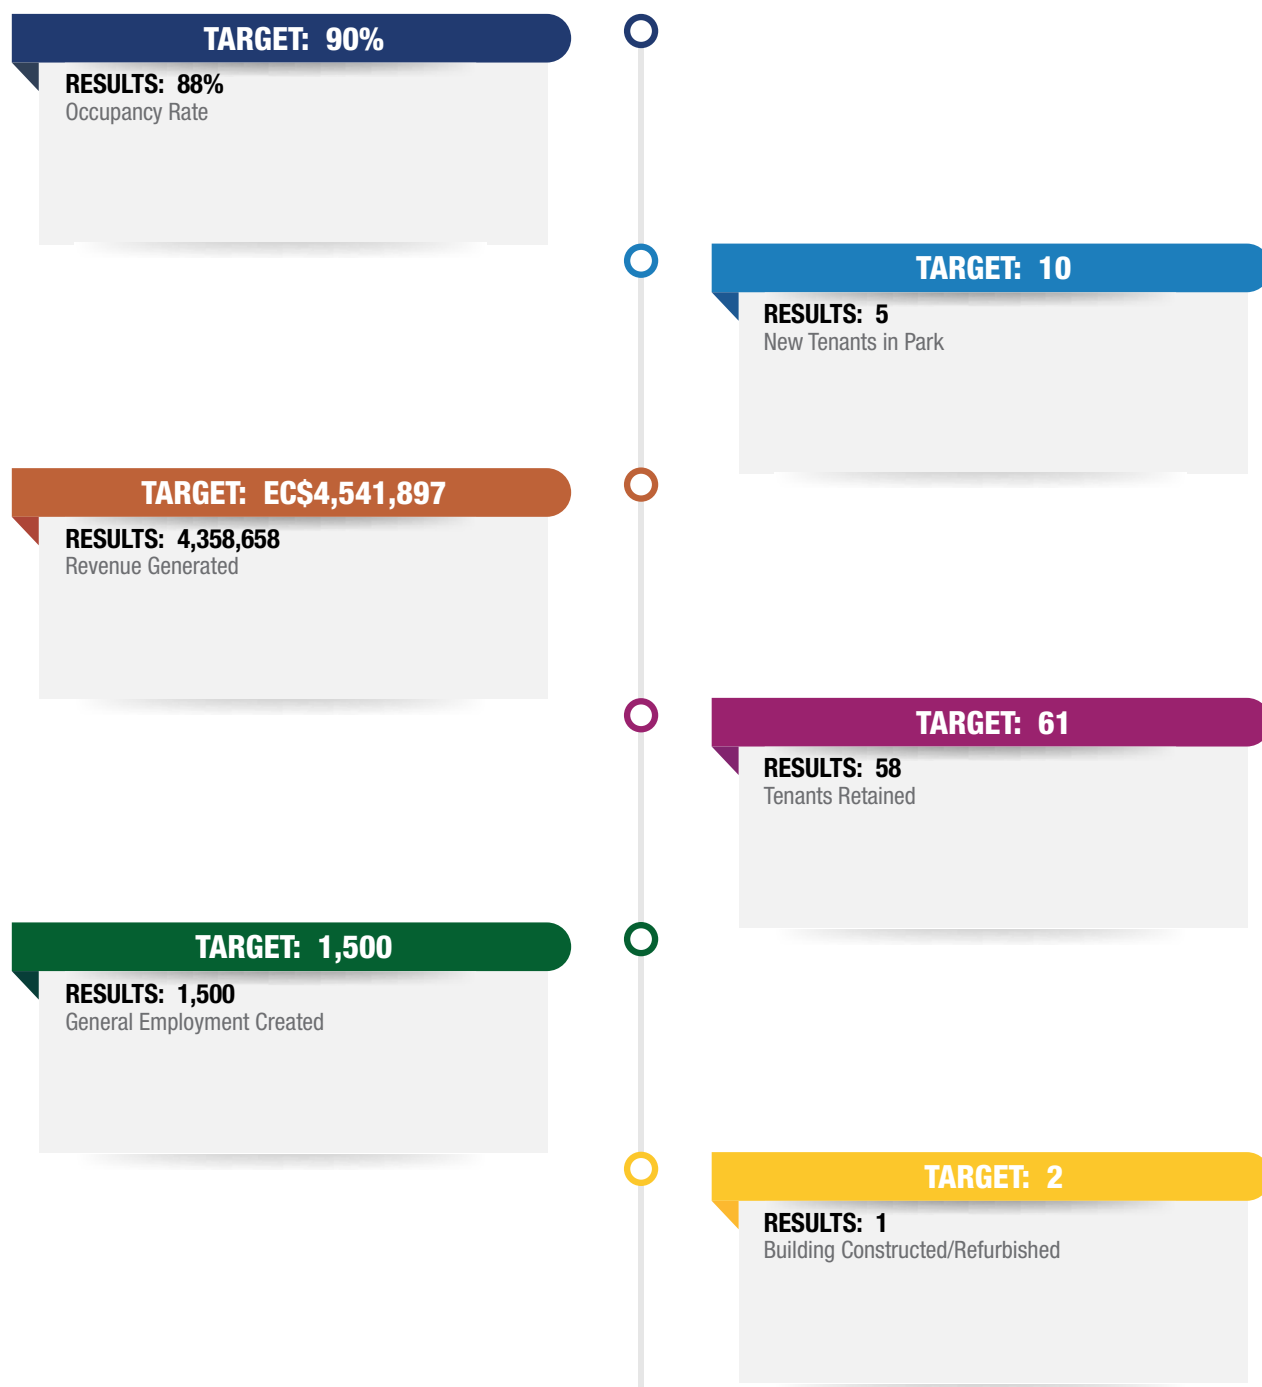 TARGET: 90%
RESULTS: 88%
Occupancy Rate
TARGET: 10
RESULTS: 5
New Tenants in Park
TARGET: EC$4,541,897
RESULTS: 4,358,658
Revenue Generated
TARGET: 61
RESULTS: 58
Tenants Retained
TARGET: 1,500
RESULTS: 1,500
General Employment Created
TARGET: 2
RESULTS: 1
Building Constructed/Refurbished